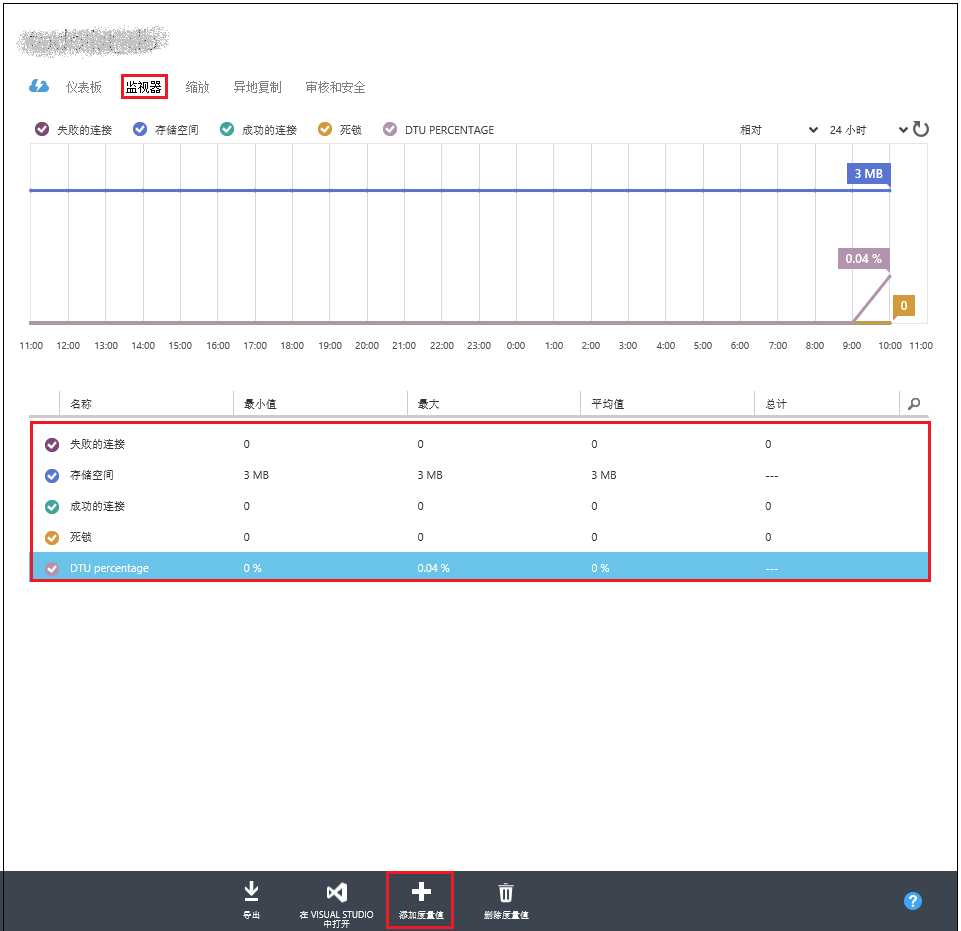 仪表板 监视器 缩放 异地复制 审核和安全
失败的连接 存储空间 成功的连接 死锁 DTU PERCENTAGE 相对 24 小时
3 MB
0.04 %
0
11:00 12:00 13:00 14:00 15:00 16:00 17:00 18:00 19:00 20:00 21:00 22:00 23:00 0:00 1:00 2:00 3:00 4:00 5:00 6:00 7:00 8:00 9:00 10:00 11:00
名称 最小值 最大 平均值 总计
失败的连接 0 0 0 0
存储空间 3 MB 3 MB 3 MB ---
成功的连接 0 0 0 0
死锁 0 0 0 0
DTU percentage 0 % 0.04 % 0 % ---
导出 在 VISUAL STUDIO 添加度量值 删除度量值 ?
中打开